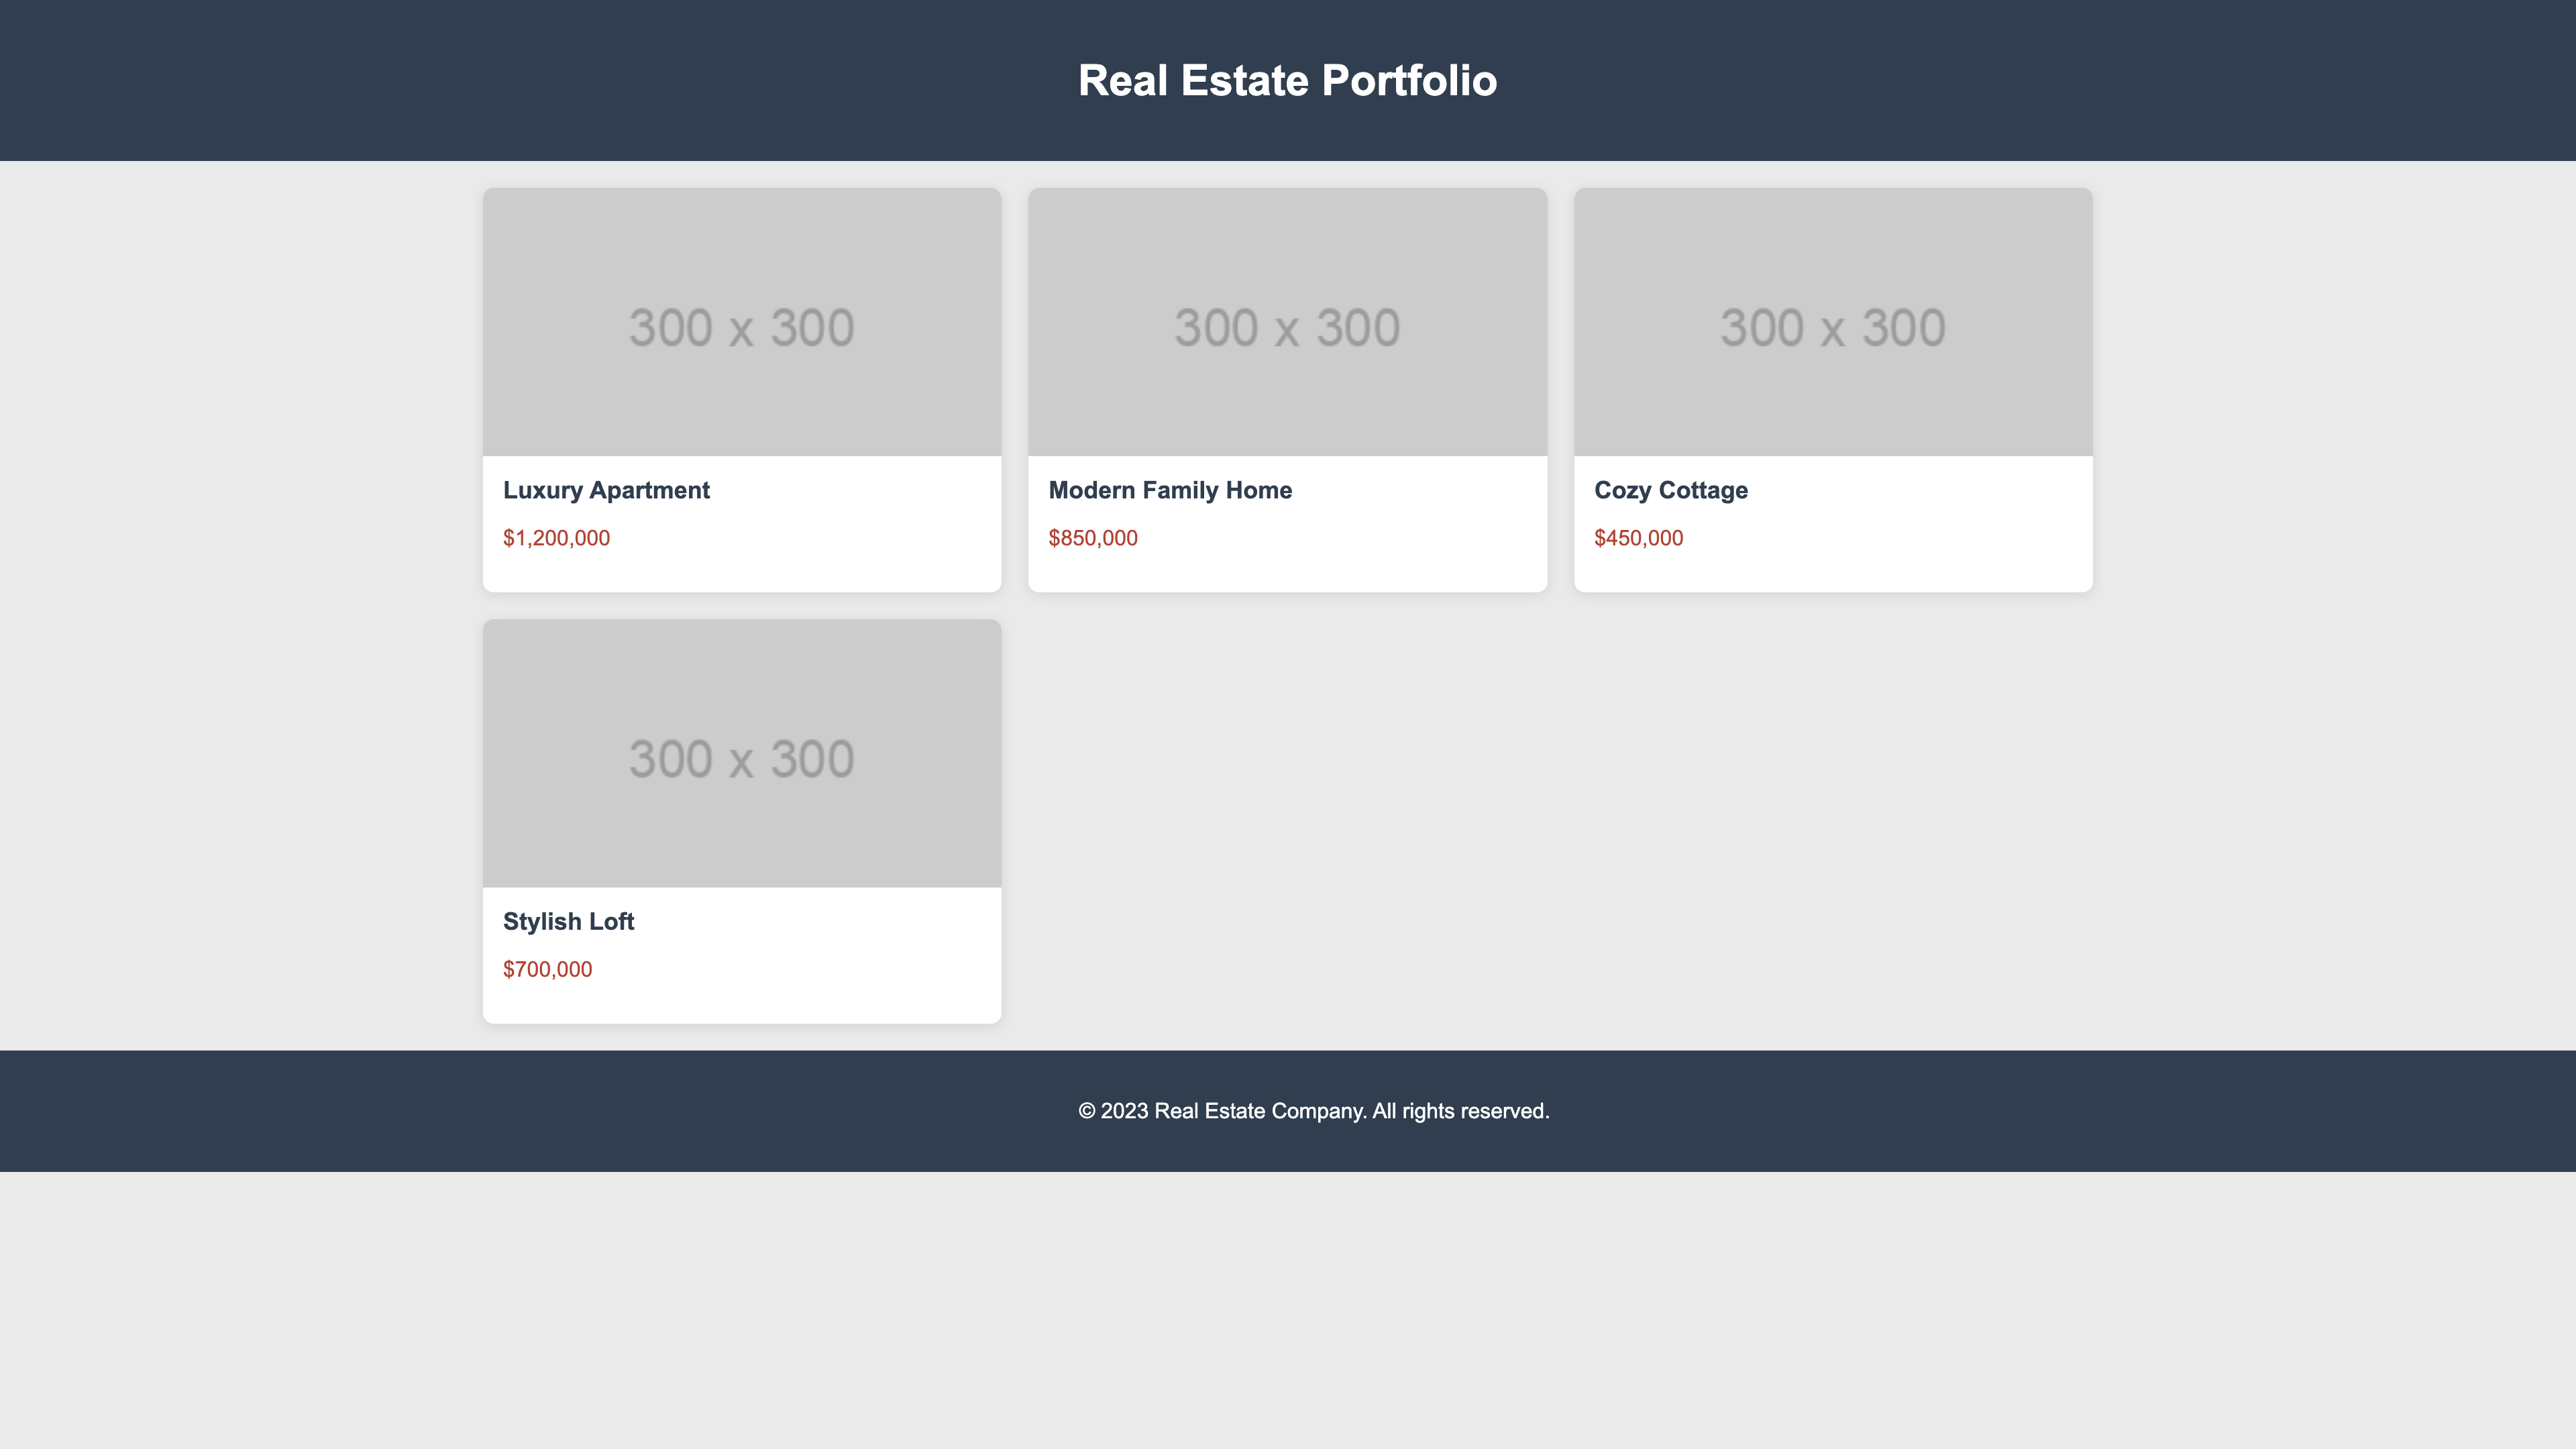 Real Estate Portfolio
300 x 300
300 x 300
300 x 300
Luxury Apartment
Modern Family Home
Cozy Cottage
$1,200,000
$850,000
$450,000
300 x 300
Stylish Loft
$700,000
© 2023 Real Estate Company. All rights reserved.